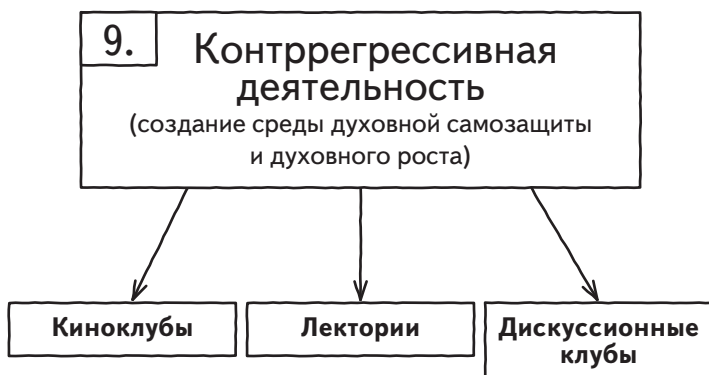 9.
Контррегрессивная
деятельность
(создание среды духовной самозащиты
и духовного роста)
Киноклубы
Лектории
Дискуссионные
клубы